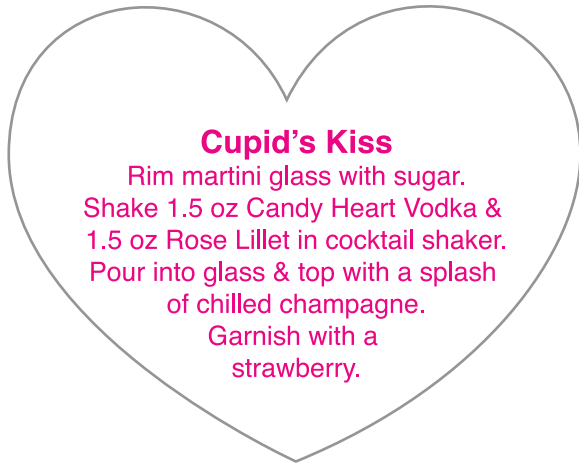 Cupid's Kiss
Rim martini glass with sugar.
Shake 1.5 oz Candy Heart Vodka &
1.5 oz Rose Lillet in cocktail shaker.
Pour into glass & top with a splash
of chilled champagne.
Garnish with a
strawberry.